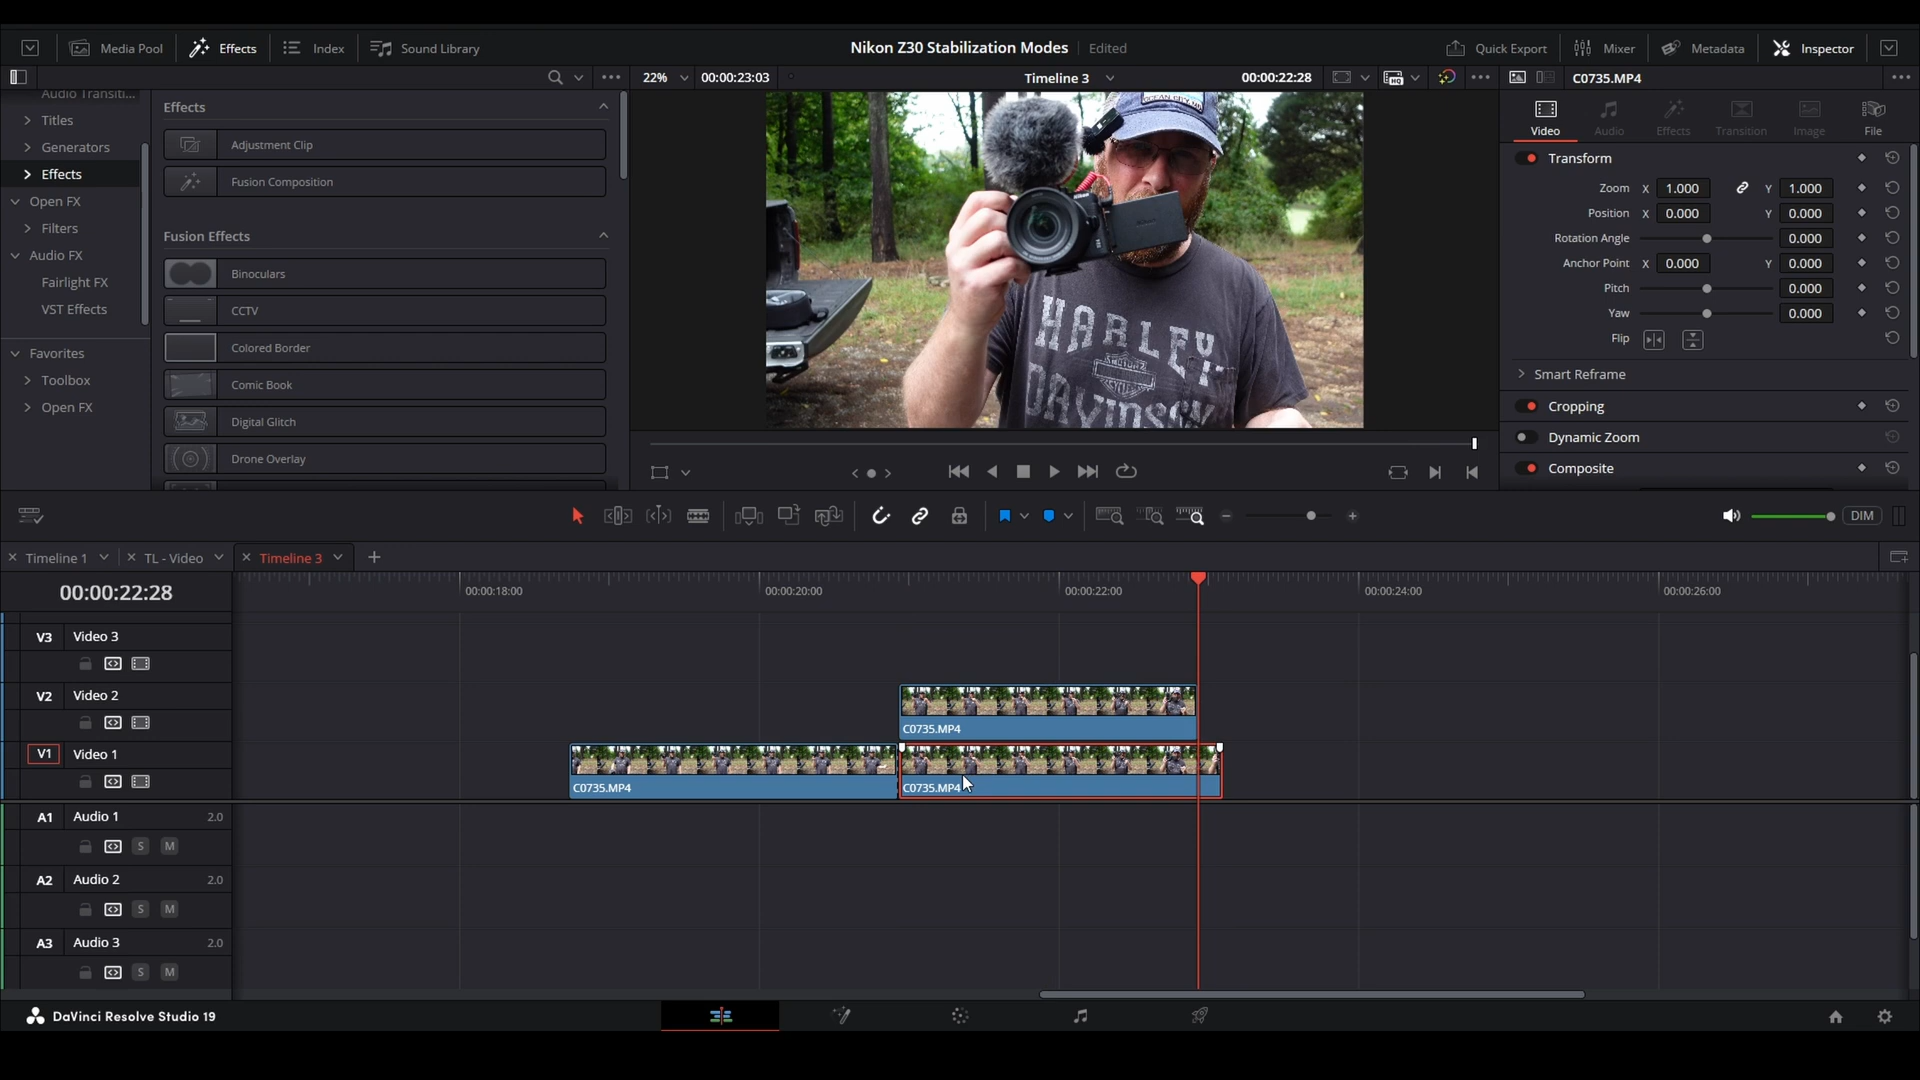 Media Pool Effects Index Sound Library Nikon Z30 Stabilization Modes Edited Quick Export Mixer Metadata Inspector
22% 00:00:23:03 Timeline 3 00:00:22:28 C0735.MP4
Audio Transiti...
Titles
Generators
Effects
Open FX
Filters
Audio FX
Fairlight FX
VST Effects
Favorites
Toolbox
Open FX
Effects
Adjustment Clip
Fusion Composition
Fusion Effects
Binoculars
CCTV
Colored Border
Comic Book
Digital Glitch
Drone Overlay
OCEAN CITY, MD
Nikon
HARLEY
MOTOR
CYCLES
DAVIDSON
Video Audio Effects Transition Image File
Transform
Zoom X 1.000 Y 1.000
Position X 0.000 Y 0.000
Rotation Angle 0.000
Anchor Point X 0.000 Y 0.000
Pitch 0.000
Yaw 0.000
Flip
Smart Reframe
Cropping
Dynamic Zoom
Composite
DIM
Timeline 1 TL - Video Timeline 3
00:00:22:28 00:00:18:00 00:00:20:00 00:00:22:00 00:00:24:00 00:00:26:00
V3 Video 3
V2 Video 2
C0735.MP4
V1 Video 1
C0735.MP4 C0735.MP4
A1 Audio 1 2.0
S M
A2 Audio 2 2.0
S M
A3 Audio 3 2.0
S M
DaVinci Resolve Studio 19